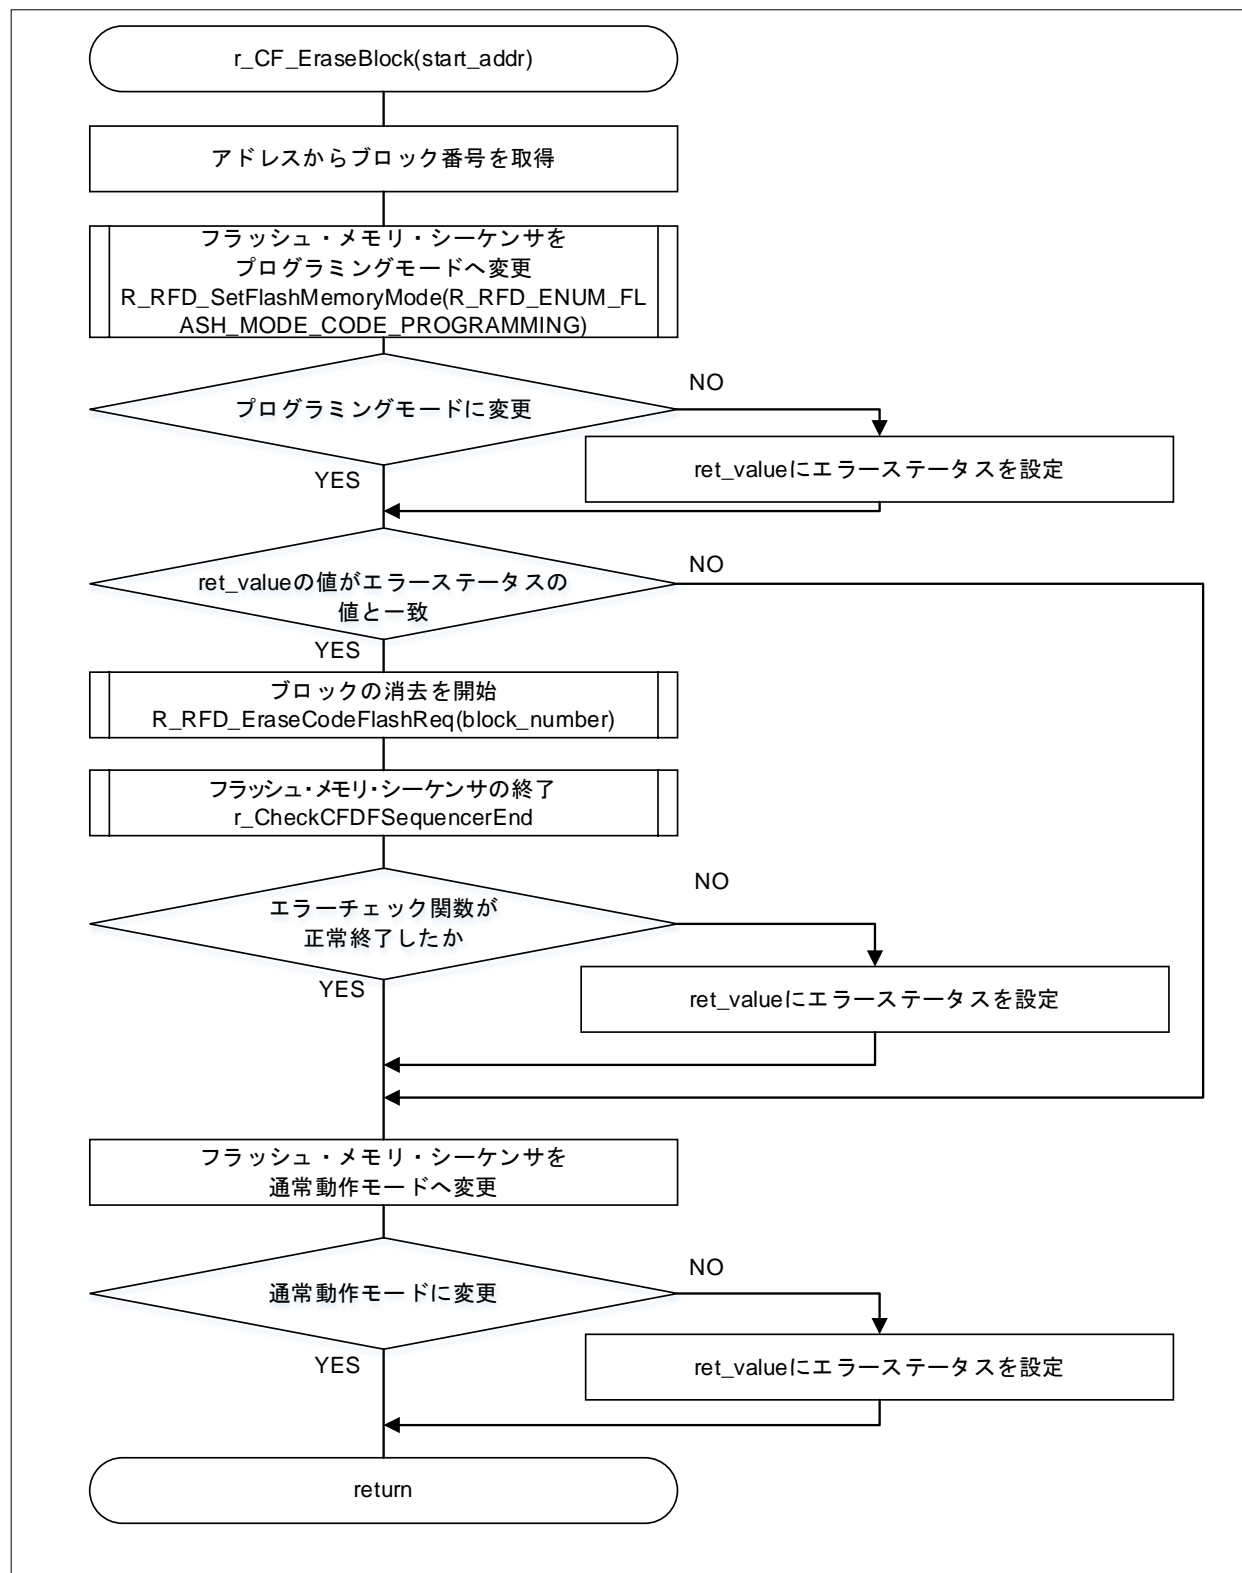 r_CF_EraseBlock(start_addr)
アドレスからブロック番号を取得
フラッシュ・メモリ・シーケンサを
プログラミングモードへ変更
R_RFD_SetFlashMemoryMode(R_RFD_ENUM_FL
ASH_MODE_CODE_PROGRAMMING)
プログラミングモードに変更
NO
ret_valueにエラーステータスを設定
YES
ret_valueの値がエラーステータスの
値と一致
NO
YES
ブロックの消去を開始
R_RFD_EraseCodeFlashReq(block_number)
フラッシュ・メモリ・シーケンサの終了
r_CheckCFDFSequencerEnd
エラーチェック関数が
正常終了したか
NO
YES
ret_valueにエラーステータスを設定
フラッシュ・メモリ・シーケンサを
通常動作モードへ変更
通常動作モードに変更
NO
YES
ret_valueにエラーステータスを設定
return